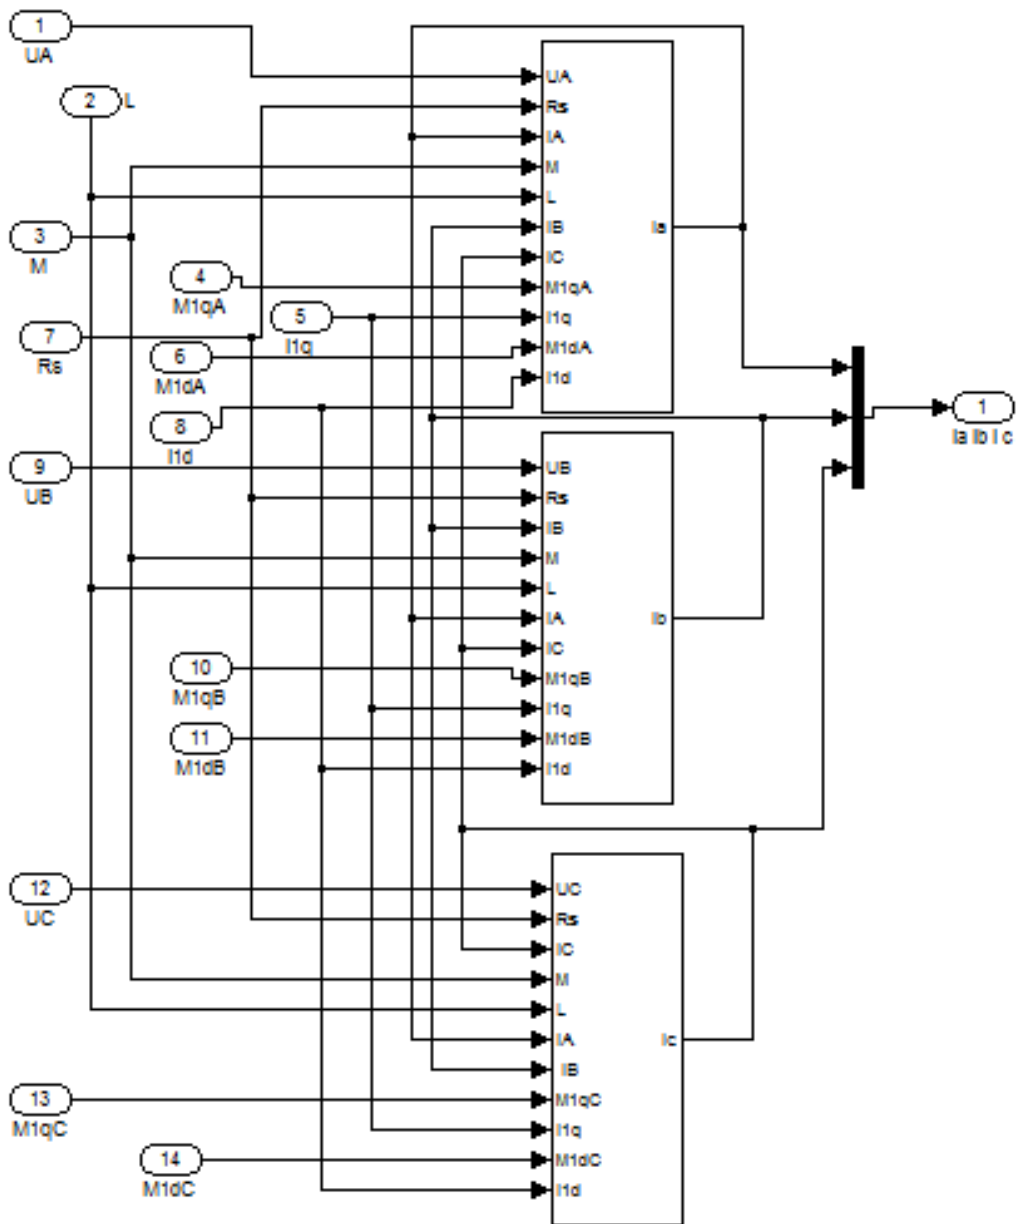 1
UA
2
L
3
M
4
M1qA
5
I1q
7
Rs
6
M1dA
8
I1d
9
UB
10
M1qB
11
M1dB
12
UC
13
M1qC
14
M1dC
UA
Rs
IA
M
L
IB
IC
M1qA
I1q
M1dA
I1d
Ia
UB
Rs
IB
M
L
IA
IC
M1qB
I1q
M1dB
I1d
Ib
UC
Rs
IC
M
L
IA
IB
M1qC
I1q
M1dC
I1d
Ic
1
Ia Ib I c